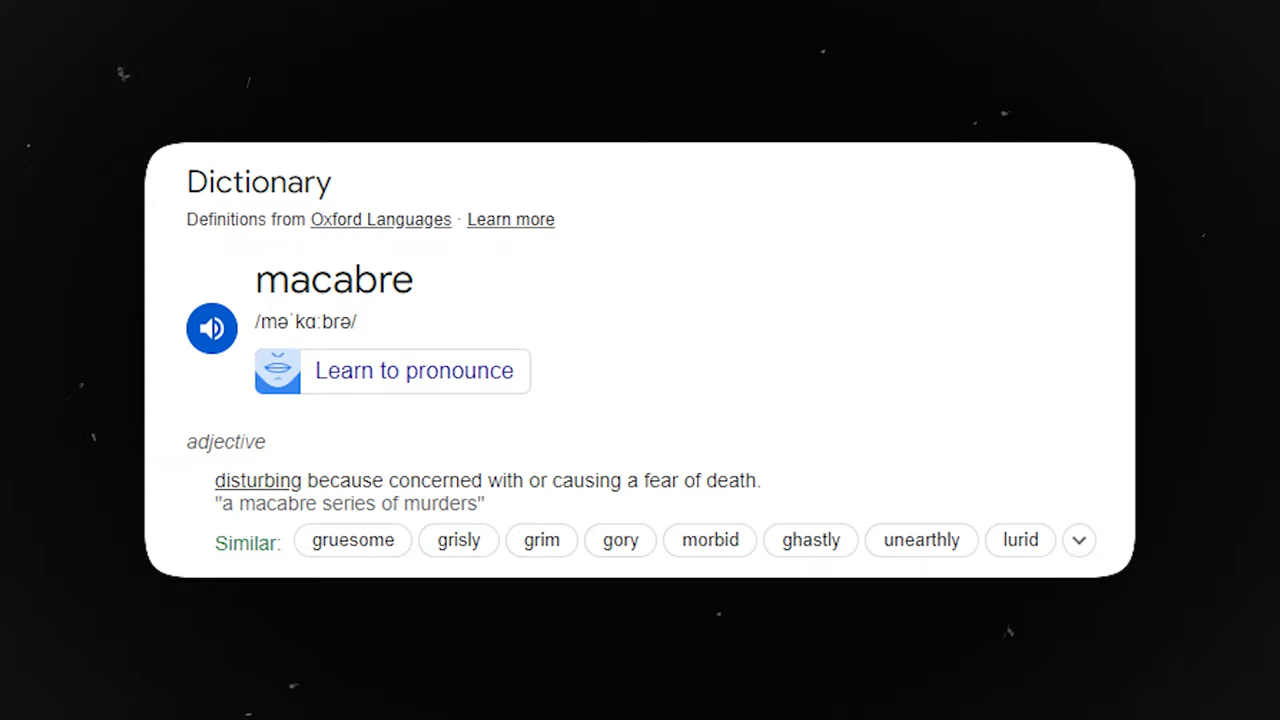 Dictionary
Definitions from Oxford Languages · Learn more
macabre
/məˈkɑːbrə/
Learn to pronounce
adjective
disturbing because concerned with or causing a fear of death.
"a macabre series of murders"
Similar: gruesome grisly grim gory morbid ghastly unearthly lurid